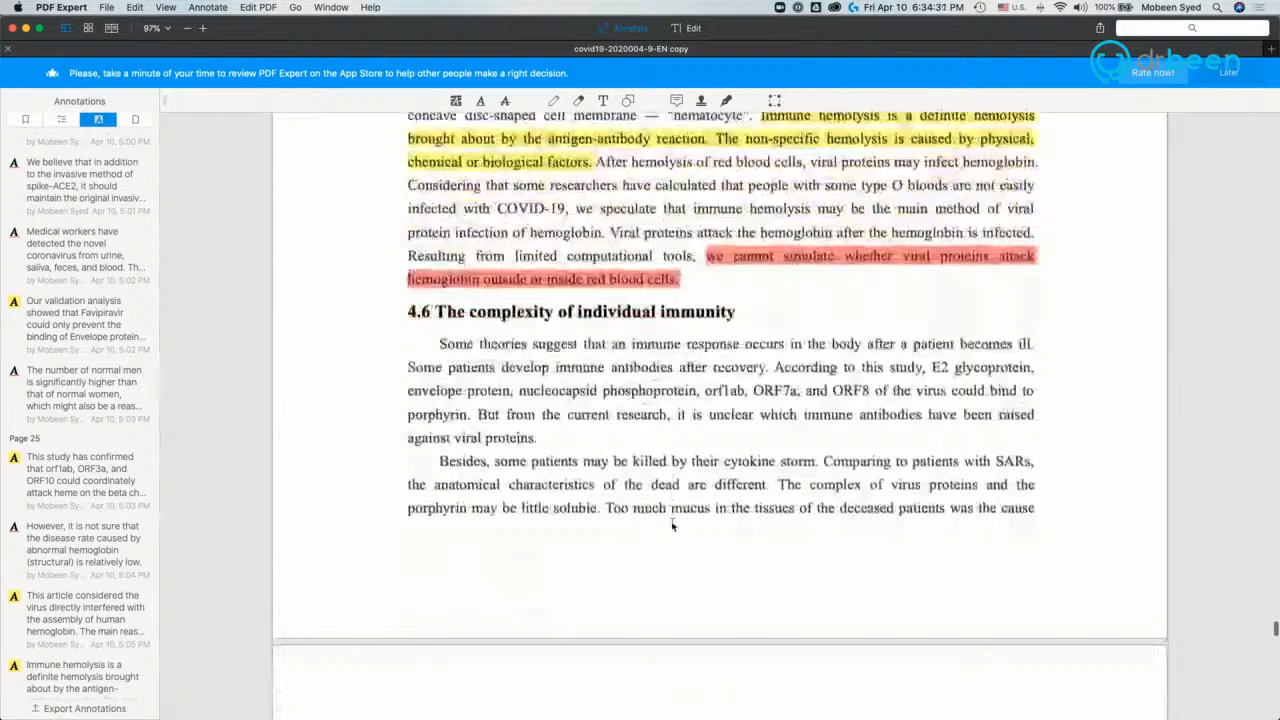 PDF Expert File Edit View Annotate Edit PDF Go Window Help Fri Apr 10 6:34:31 PM U.S. 100% Mobeen Syed
97% Annotate Edit
covid19-2020004-9-EN copy
drbeen
Please, take a minute of your time to review PDF Expert on the App Store to help other people make a right decision. Rate now! Later
Annotations
by Mobeen Sy... Apr 10, 5:00 PM
We believe that in addition
to the invasive method of
spike-ACE2, it should
maintain the original invasiv...
by Mobeen Syed Apr 10, 5:01 PM
Medical workers have
detected the novel
coronavirus from urine,
saliva, feces, and blood. Th...
by Mobeen Sy... Apr 10, 5:02 PM
Our validation analysis
showed that Favipiravir
could only prevent the
binding of Envelope protein...
by Mobeen Sy... Apr 10, 5:02 PM
The number of normal men
is significantly higher than
that of normal women,
which might also be a reas...
by Mobeen Sy... Apr 10, 5:03 PM
Page 25
This study has confirmed
that orf1ab, ORF3a, and
ORF10 could coordinately
attack heme on the beta ch...
by Mobeen Sy... Apr 10, 5:03 PM
However, it is not sure that
the disease rate caused by
abnormal hemoglobin
(structural) is relatively low.
by Mobeen Sy... Apr 10, 5:04 PM
This article considered the
virus directly interfered with
the assembly of human
hemoglobin. The main reas...
by Mobeen Sy... Apr 10, 5:05 PM
Immune hemolysis is a
definite hemolysis brought
about by the antigen-
Export Annotations
concave disc-shaped cell membrane — "hematocyte". Immune hemolysis is a definite hemolysis
brought about by the antigen-antibody reaction. The non-specific hemolysis is caused by physical,
chemical or biological factors. After hemolysis of red blood cells, viral proteins may infect hemoglobin.
Considering that some researchers have calculated that people with some type O bloods are not easily
infected with COVID-19, we speculate that immune hemolysis may be the main method of viral
protein infection of hemoglobin. Viral proteins attack the hemoglobin after the hemoglobin is infected.
Resulting from limited computational tools, we cannot simulate whether viral proteins attack
hemoglobin outside or inside red blood cells.
4.6 The complexity of individual immunity
Some theories suggest that an immune response occurs in the body after a patient becomes ill.
Some patients develop immune antibodies after recovery. According to this study, E2 glycoprotein,
envelope protein, nucleocapsid phosphoprotein, orf1ab, ORF7a, and ORF8 of the virus could bind to
porphyrin. But from the current research, it is unclear which immune antibodies have been raised
against viral proteins.
Besides, some patients may be killed by their cytokine storm. Comparing to patients with SARs,
the anatomical characteristics of the dead are different. The complex of virus proteins and the
porphyrin may be little soluble. Too much mucus in the tissues of the deceased patients was the cause